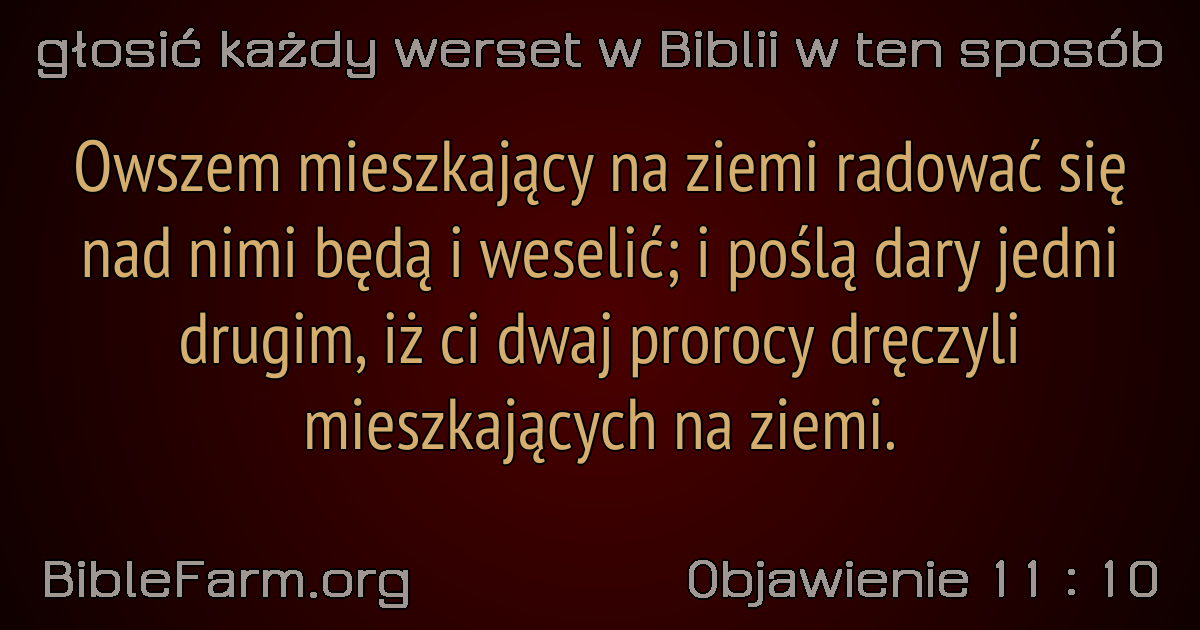 głosić każdy werset w Biblii w ten sposób
Owszem mieszkający na ziemi radować się
nad nimi będą i weselić; i poślą dary jedni
drugim, iż ci dwaj prorocy dręczyli
mieszkających na ziemi.
BibleFarm.org
Objawienie 11 : 10